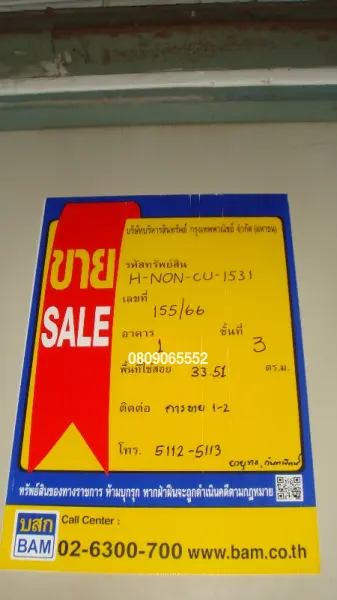 บริษัทบริหารสินทรัพย์ กรุงเทพพาณิชย์ จำกัด (มหาชน)
ขาย
SALE
รหัสทรัพย์สิน
H-NON-CU-1531
เลขที่ 155/66
อาคาร 1 ชั้นที่ 3
0809065552
พื้นที่ใช้สอย 33.51 ตร.ม.
ติดต่อ การขาย 1-2
โทร. 5112-5113
ทรัพย์สินของทางราชการ ห้ามบุกรุก หากฝ่าฝืนจะถูกดำเนินคดีตามกฎหมาย
บสก
BAM
Call Center :
02-6300-700 www.bam.co.th